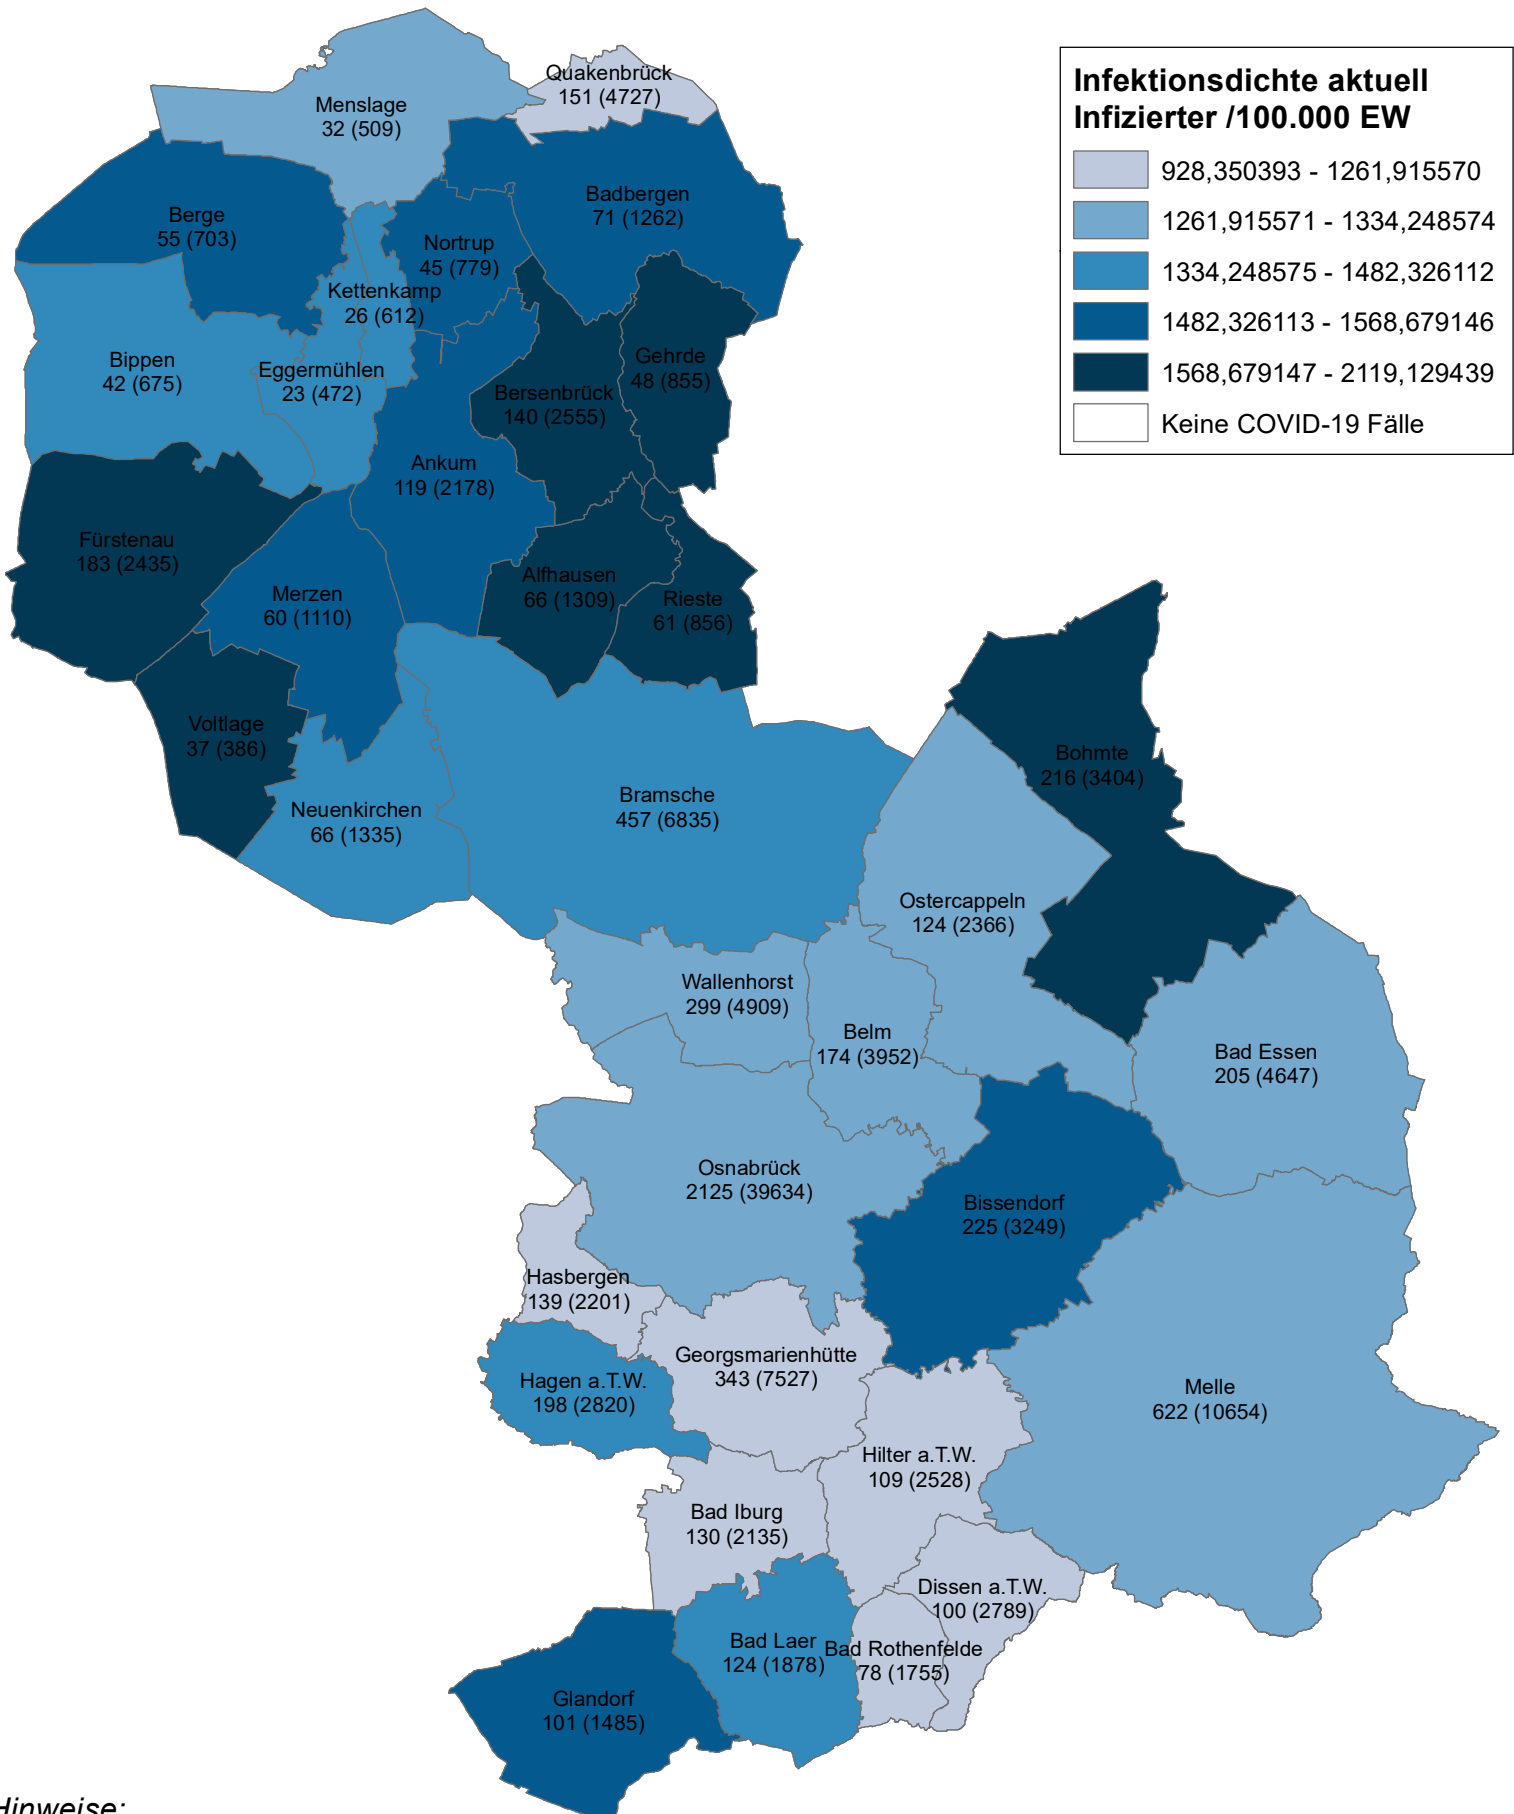 Infektionsdichte aktuell
Infizierter /100.000 EW
928,350393 - 1261,915570
1261,915571 - 1334,248574
1334,248575 - 1482,326112
1482,326113 - 1568,679146
1568,679147 - 2119,129439
Keine COVID-19 Fälle
Quakenbrück
151 (4727)
Menslage
32 (509)
Badbergen
71 (1262)
Berge
55 (703)
Nortrup
45 (779)
Kettenkamp
26 (612)
Bippen
42 (675)
Eggermühlen
23 (472)
Gehrde
48 (855)
Bersenbrück
140 (2555)
Ankum
119 (2178)
Fürstenau
183 (2435)
Alfhausen
66 (1309)
Merzen
60 (1110)
Rieste
61 (856)
Voltlage
37 (386)
Bohmte
216 (3404)
Bramsche
457 (6835)
Neuenkirchen
66 (1335)
Ostercappeln
124 (2366)
Wallenhorst
299 (4909)
Belm
174 (3952)
Bad Essen
205 (4647)
Osnabrück
2125 (39634)
Bissendorf
225 (3249)
Hasbergen
139 (2201)
Georgsmarienhütte
343 (7527)
Hagen a.T.W.
198 (2820)
Melle
622 (10654)
Hilter a.T.W.
109 (2528)
Bad Iburg
130 (2135)
Dissen a.T.W.
100 (2789)
Bad Laer
124 (1878)
Bad Rothenfelde
78 (1755)
Glandorf
101 (1485)
Hinweise: